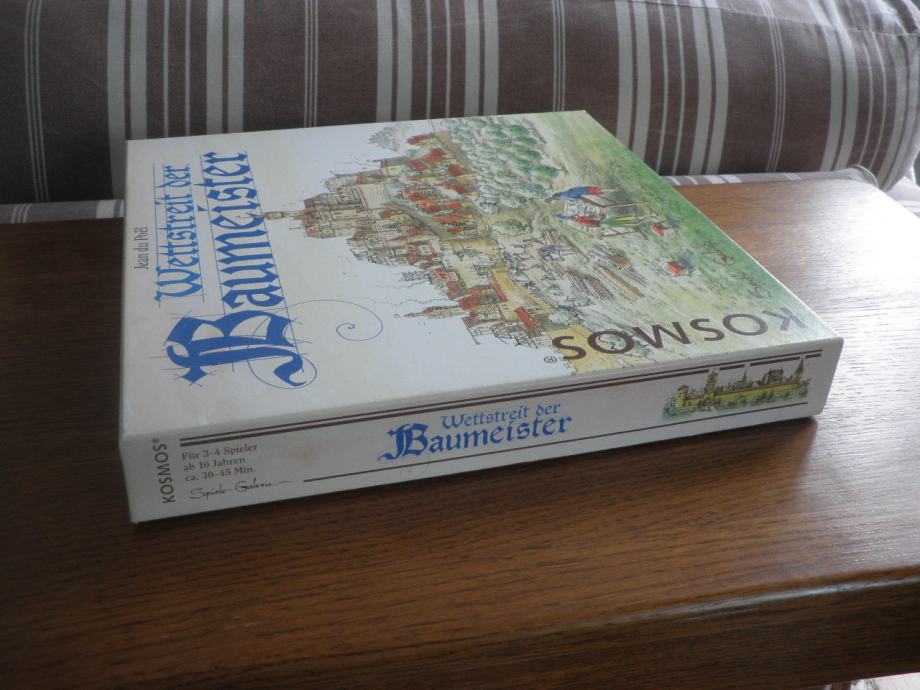 Jean du Poël
Wettstreit der
Baumeister
KOSMOS®
KOSMOS®
Für 3-4 Spieler
ab 10 Jahren
ca. 30-45 Min.
Spiele-Galerie
Wettstreit der
Baumeister